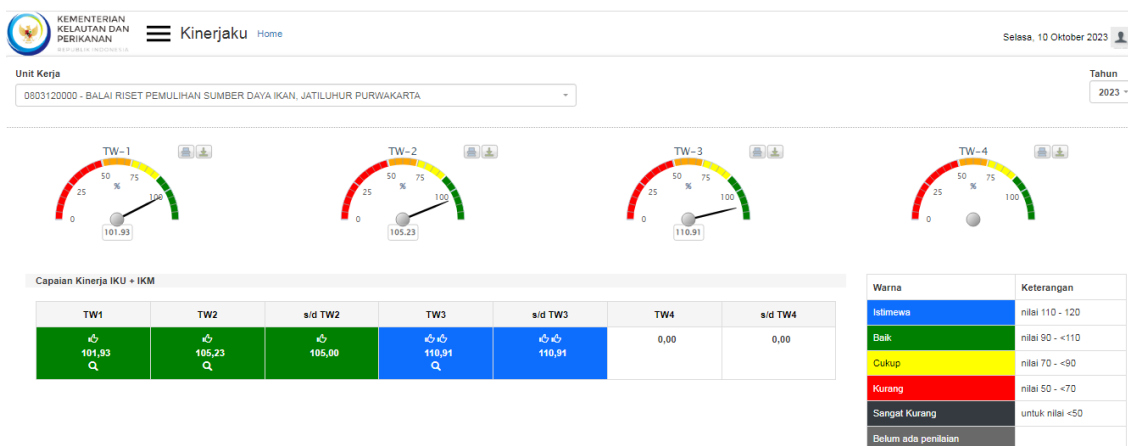 KEMENTERIAN
KELAUTAN DAN
PERIKANAN
REPUBLIK INDONESIA
Kinerjaku Home
Selasa, 10 Oktober 2023
Unit Kerja
Tahun
0803120000 - BALAI RISET PEMULIHAN SUMBER DAYA IKAN, JATILUHUR PURWAKARTA
2023
TW-1
0 25 50 75 100
%
101.93
TW-2
0 25 50 75 100
%
105.23
TW-3
0 25 50 75 100
%
110.91
TW-4
0 25 50 75 100
%
Capaian Kinerja IKU + IKM
TW1 TW2 s/d TW2 TW3 s/d TW3 TW4 s/d TW4
101,93 105,23 105,00 110,91 110,91 0,00 0,00
Warna Keterangan
Istimewa nilai 110 - 120
Baik nilai 90 - <110
Cukup nilai 70 - <90
Kurang nilai 50 - <70
Sangat Kurang untuk nilai <50
Belum ada penilaian